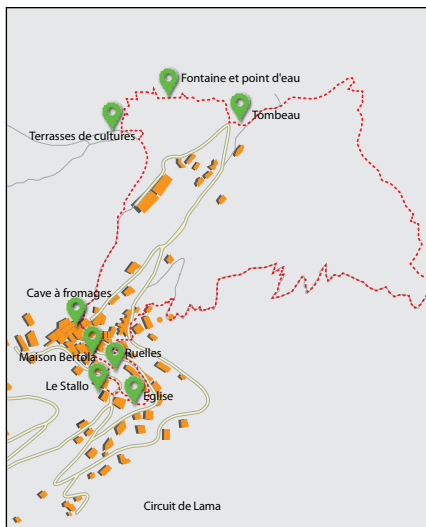 Fontaine et point d'eau
Tombeau
Terrasses de cultures
Cave à fromages
Maison Bertola
Ruelles
Le Stallo
Eglise
Circuit de Lama